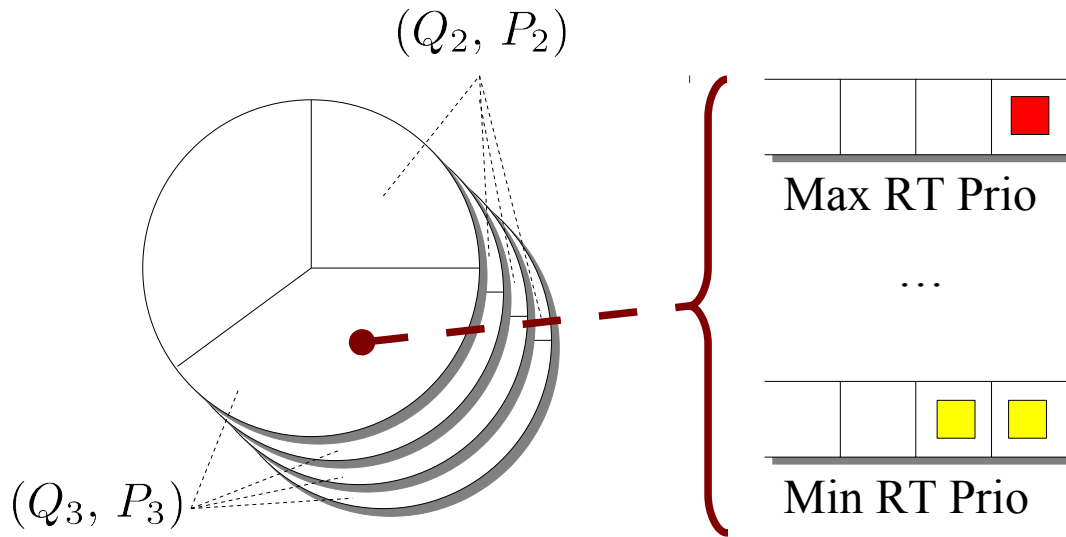 (Q₂, P₂)
Max RT Prio
...
(Q₃, P₃)
Min RT Prio